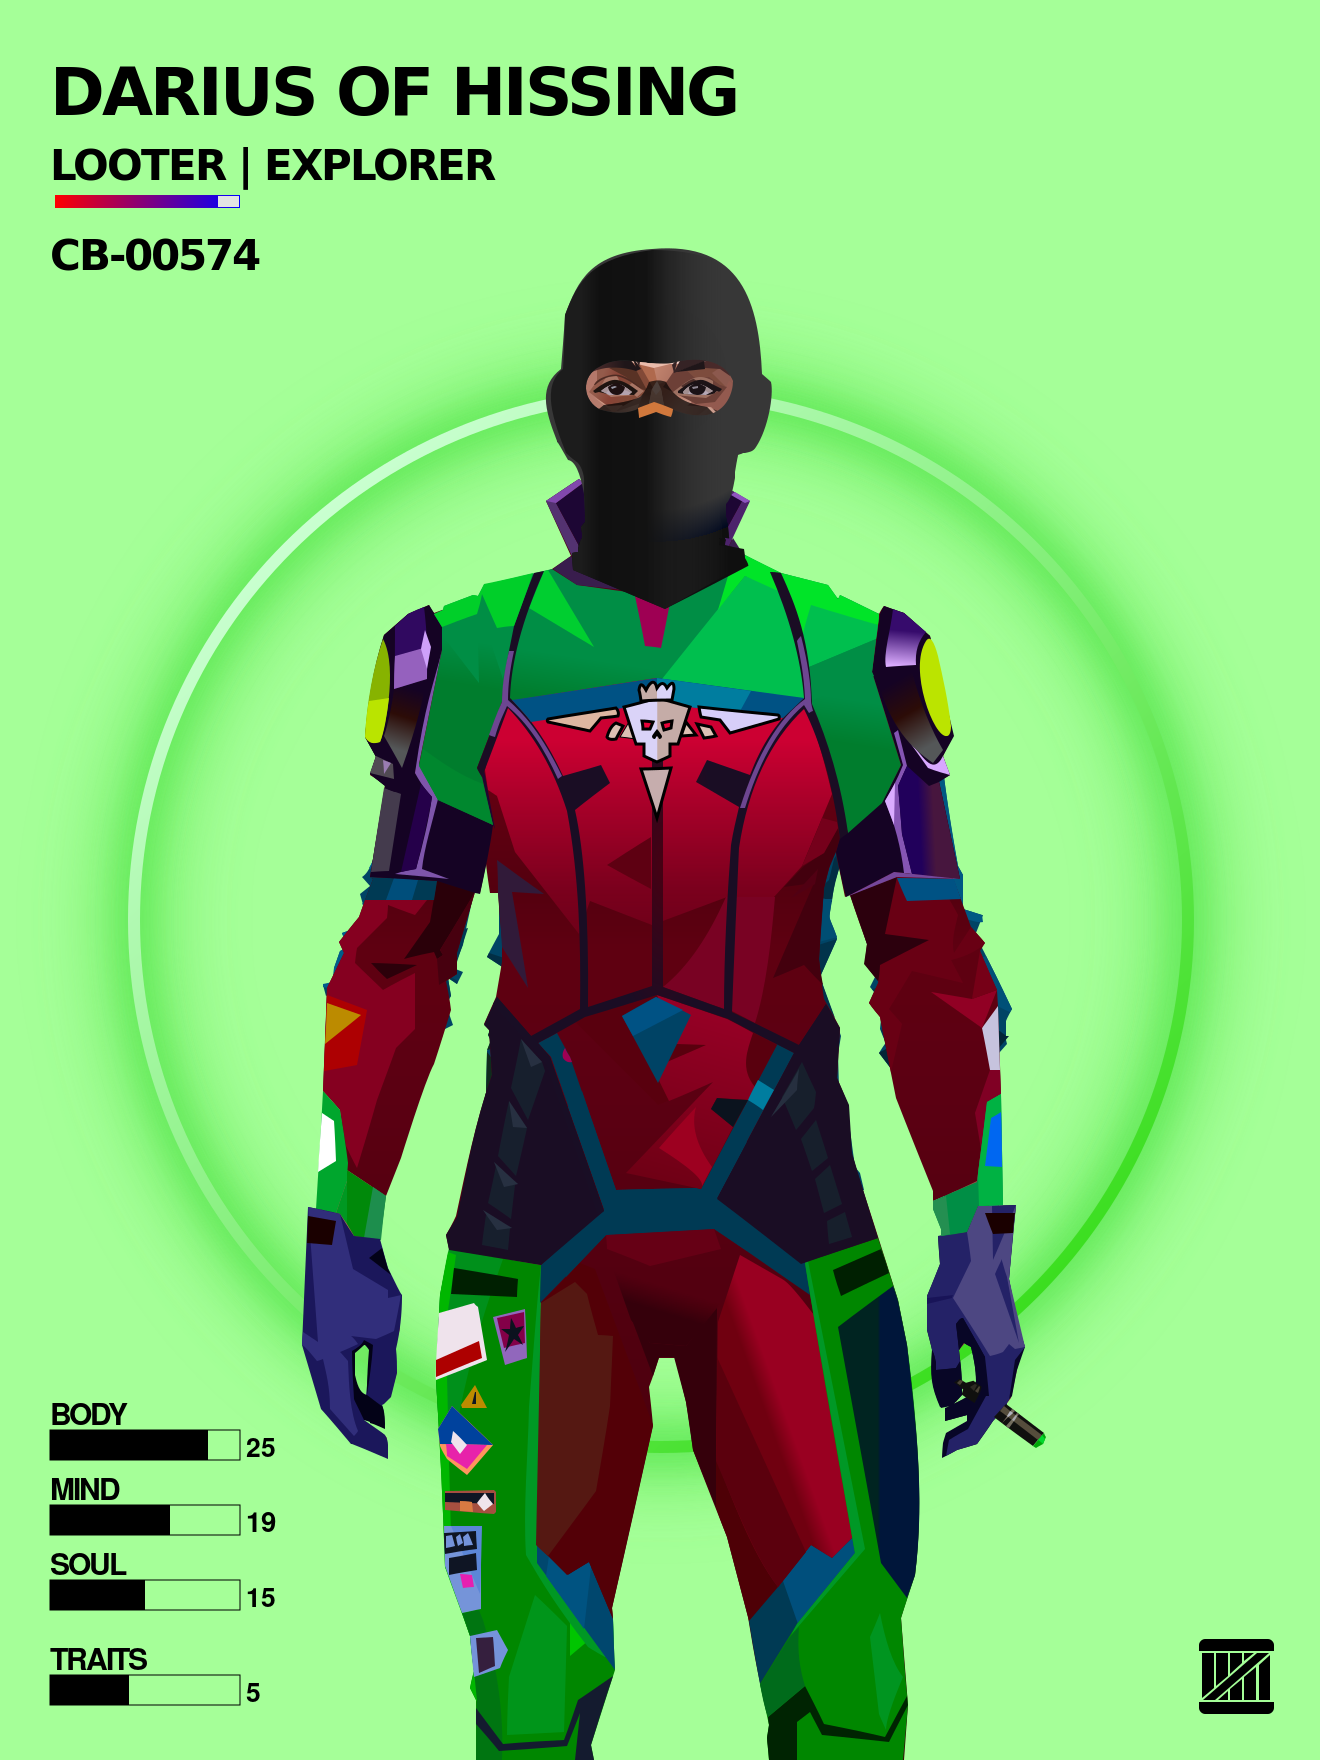 DARIUS OF HISSING
LOOTER | EXPLORER
CB-00574
BODY
25
MIND
19
SOUL
15
TRAITS
5